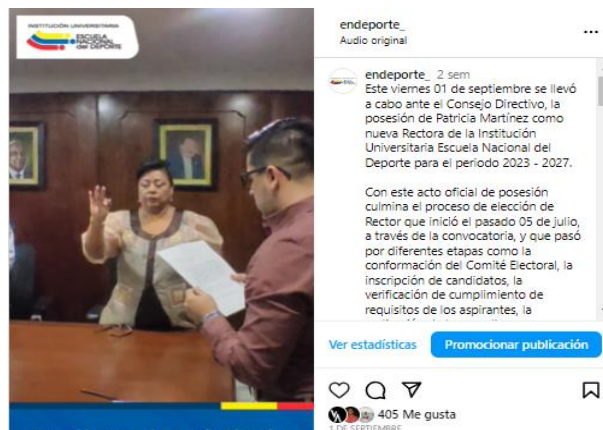 INSTITUCIÓN UNIVERSITARIA
ESCUELA
NACIONAL
del DEPORTE
endeporte_
Audio original
endeporte_ 2 sem
Este viernes 01 de septiembre se llevó
a cabo ante el Consejo Directivo, la
posesión de Patricia Martínez como
nueva Rectora de la Institución
Universitaria Escuela Nacional del
Deporte para el periodo 2023 - 2027.
Con este acto oficial de posesión
culmina el proceso de elección de
Rector que inició el pasado 05 de julio,
a través de la convocatoria, y que pasó
por diferentes etapas como la
conformación del Comité Electoral, la
inscripción de candidatos, la
verificación de cumplimiento de
requisitos de los aspirantes, la
Ver estadísticas
Promocionar publicación
405 Me gusta
1 DE SEPTIEMBRE